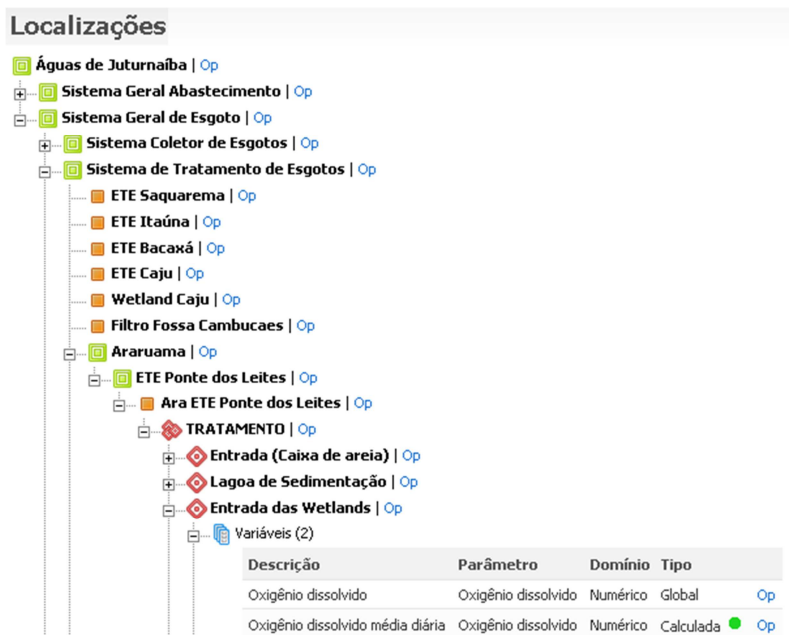 Localizações
Águas de Juturnaíba | Op
Sistema Geral Abastecimento | Op
Sistema Geral de Esgoto | Op
Sistema Coletor de Esgotos | Op
Sistema de Tratamento de Esgotos | Op
ETE Saquarema | Op
ETE Itaúna | Op
ETE Bacaxá | Op
ETE Caju | Op
Wetland Caju | Op
Filtro Fossa Cambucaes | Op
Araruama | Op
ETE Ponte dos Leites | Op
Ara ETE Ponte dos Leites | Op
TRATAMENTO | Op
Entrada (Caixa de areia) | Op
Lagoa de Sedimentação | Op
Entrada das Wetlands | Op
Variáveis (2)
Descrição Parâmetro Domínio Tipo
Oxigênio dissolvido Oxigênio dissolvido Numérico Global Op
Oxigênio dissolvido média diária Oxigênio dissolvido Numérico Calculada Op